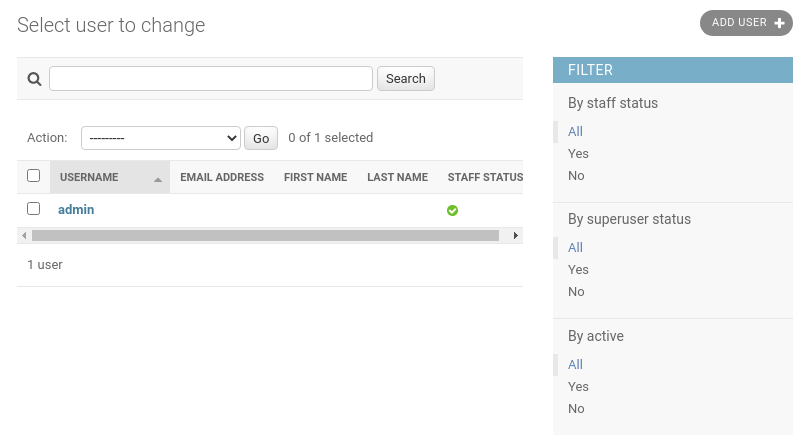 Select user to change
ADD USER
Search
Action: --------- Go 0 of 1 selected
USERNAME EMAIL ADDRESS FIRST NAME LAST NAME STAFF STATUS
admin
1 user
FILTER
By staff status
All
Yes
No
By superuser status
All
Yes
No
By active
All
Yes
No